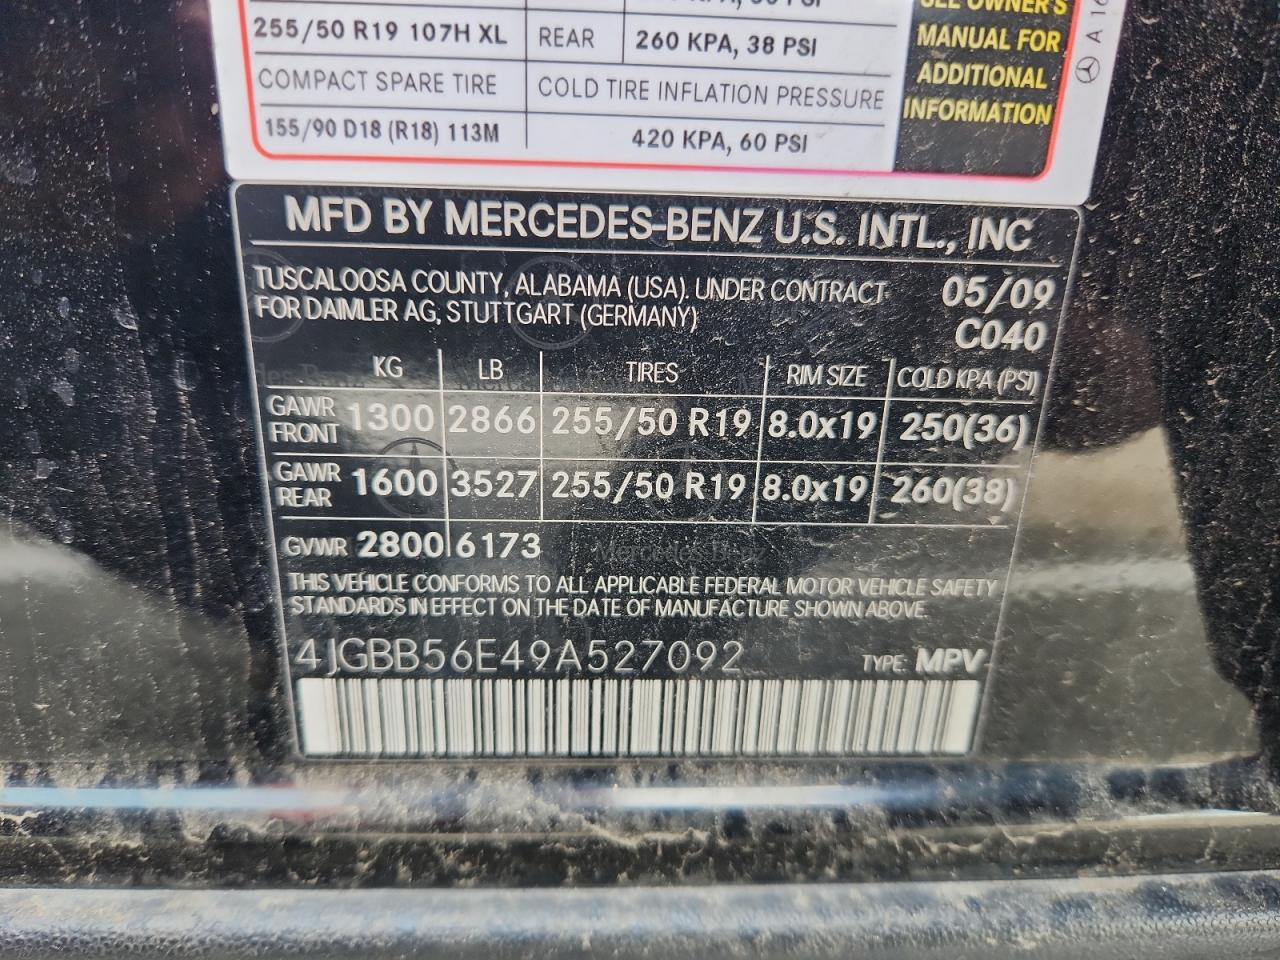 255/50 R19 107H XL REAR 260 KPA, 38 PSI
COMPACT SPARE TIRE COLD TIRE INFLATION PRESSURE
155/90 D18 (R18) 113M 420 KPA, 60 PSI
SEE OWNER'S
MANUAL FOR
ADDITIONAL
INFORMATION
A 16
MFD BY MERCEDES-BENZ U.S. INTL., INC
TUSCALOOSA COUNTY, ALABAMA (USA). UNDER CONTRACT 05/09
FOR DAIMLER AG, STUTTGART (GERMANY) C040
KG LB TIRES RIM SIZE COLD KPA (PSI)
GAWR FRONT 1300 2866 255/50 R19 8.0x19 250(36)
GAWR REAR 1600 3527 255/50 R19 8.0x19 260(38)
GVWR 2800 6173
Mercedes-Benz
THIS VEHICLE CONFORMS TO ALL APPLICABLE FEDERAL MOTOR VEHICLE SAFETY
STANDARDS IN EFFECT ON THE DATE OF MANUFACTURE SHOWN ABOVE.
4JGBB56E49A527092 TYPE: MPV